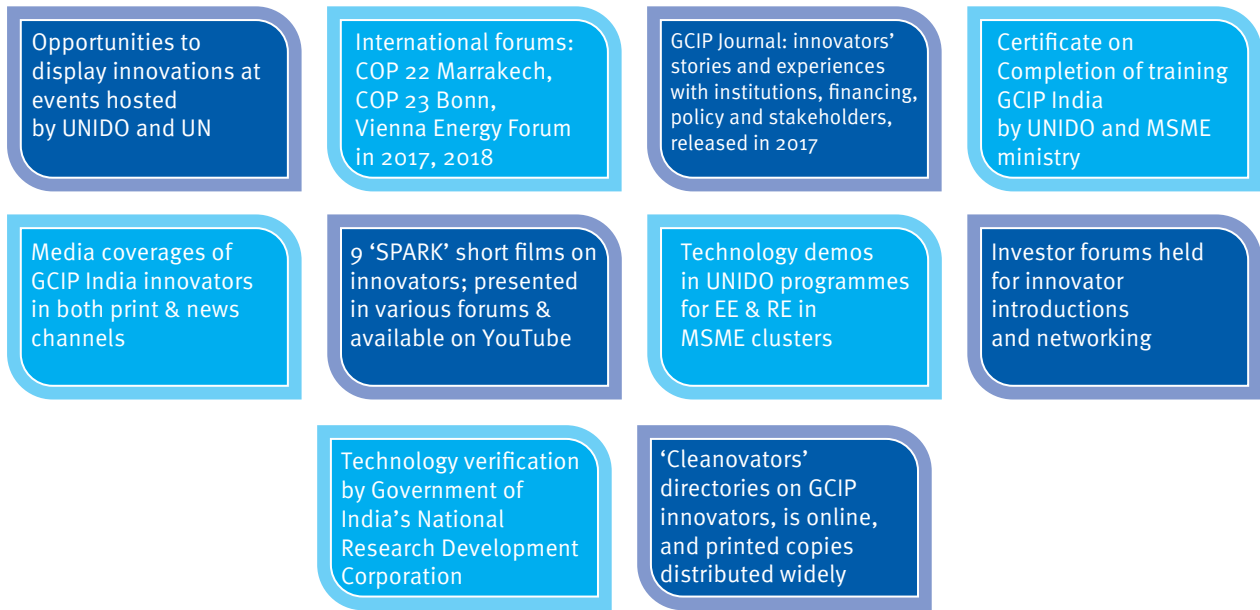 Opportunities to
display innovations at
events hosted
by UNIDO and UN
International forums:
COP 22 Marrakech,
COP 23 Bonn,
Vienna Energy Forum
in 2017, 2018
GCIP Journal: innovators’
stories and experiences
with institutions, financing,
policy and stakeholders,
released in 2017
Certificate on
Completion of training
GCIP India
by UNIDO and MSME
ministry
Media coverages of
GCIP India innovators
in both print & news
channels
9 ‘SPARK’ short films on
innovators; presented
in various forums &
available on YouTube
Technology demos
in UNIDO programmes
for EE & RE in
MSME clusters
Investor forums held
for innovator
introductions
and networking
Technology verification
by Government of
India’s National
Research Development
Corporation
‘Cleanovators’
directories on GCIP
innovators, is online,
and printed copies
distributed widely